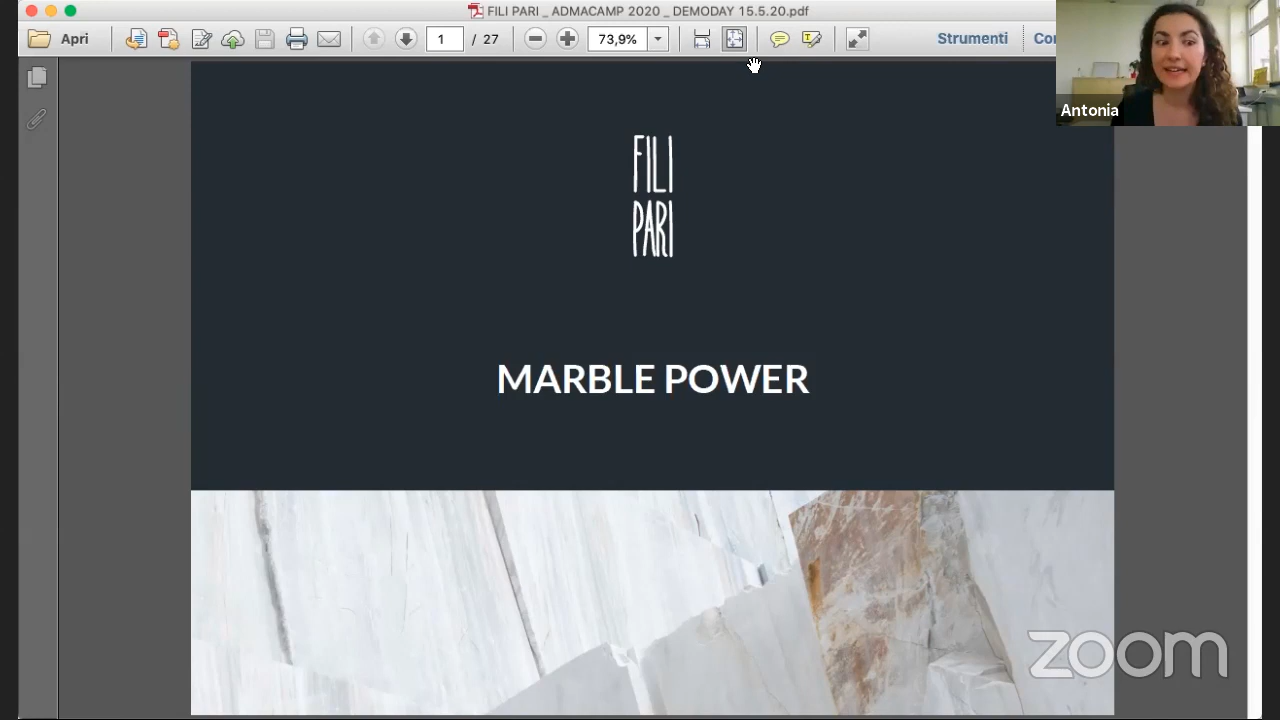 FILI PARI _ ADMACAMP 2020 _ DEMODAY 15.5.20.pdf
Apri
1 / 27
73,9%
Strumenti
Co
Antonia
FILI
PARI
MARBLE POWER
zoom